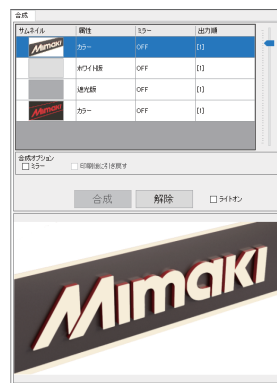 合成
サムネイル 属性 ミラー 出力順
Mimaki カラー OFF [1]
ホワイト版 OFF [1]
遮光版 OFF [1]
Mimaki カラー OFF [1]
合成オプション
ミラー 印刷後に引き戻す
合成 解除 ライトオン
Mimaki